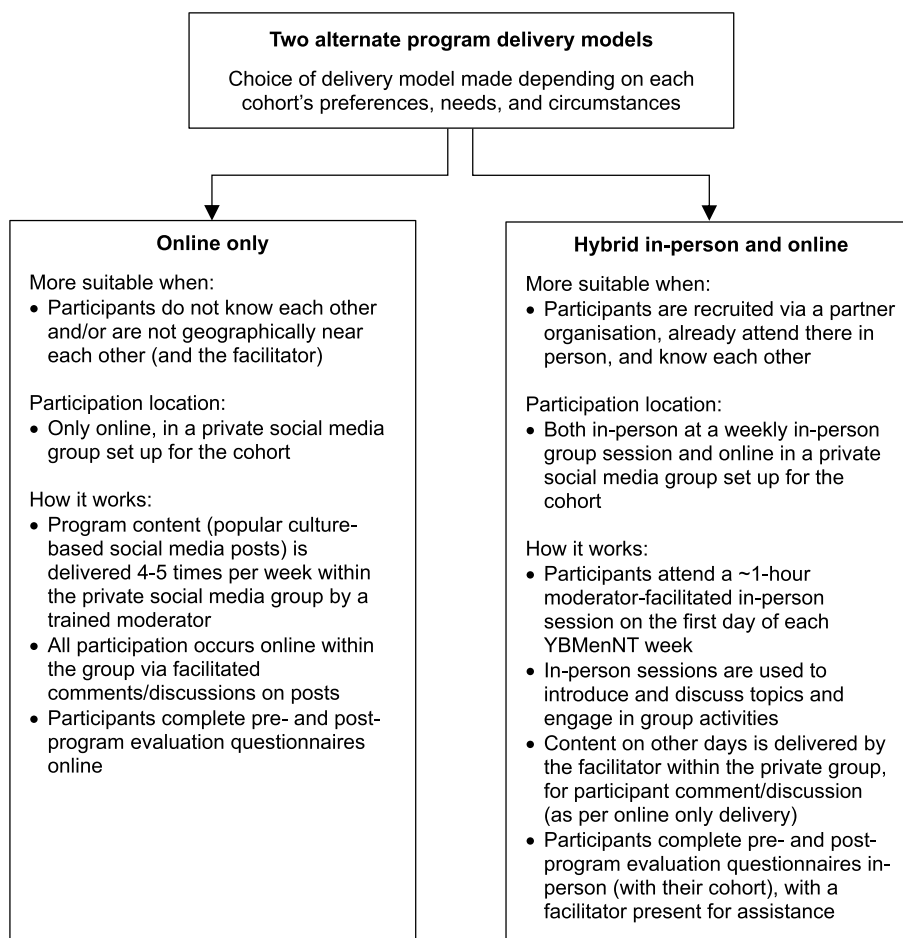 Two alternate program delivery models
Choice of delivery model made depending on each
cohort's preferences, needs, and circumstances
Online only
More suitable when:
• Participants do not know each other
and/or are not geographically near
each other (and the facilitator)
Participation location:
• Only online, in a private social media
group set up for the cohort
How it works:
• Program content (popular culture-
based social media posts) is
delivered 4-5 times per week within
the private social media group by a
trained moderator
• All participation occurs online within
the group via facilitated
comments/discussions on posts
• Participants complete pre- and post-
program evaluation questionnaires
online
Hybrid in-person and online
More suitable when:
• Participants are recruited via a partner
organisation, already attend there in
person, and know each other
Participation location:
• Both in-person at a weekly in-person
group session and online in a private
social media group set up for the
cohort
How it works:
• Participants attend a ~1-hour
moderator-facilitated in-person
session on the first day of each
YBMenNT week
• In-person sessions are used to
introduce and discuss topics and
engage in group activities
• Content on other days is delivered by
the facilitator within the private group,
for participant comment/discussion
(as per online only delivery)
• Participants complete pre- and post-
program evaluation questionnaires in-
person (with their cohort), with a
facilitator present for assistance